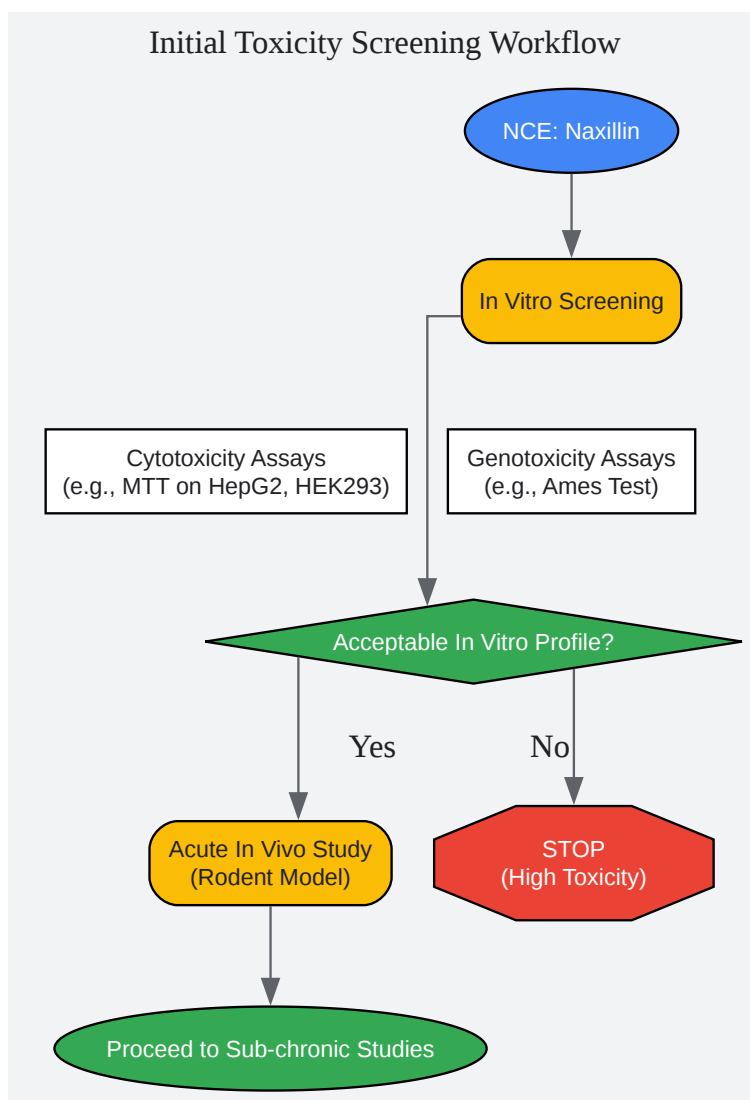 Initial Toxicity Screening Workflow
NCE: Naxillin
In Vitro Screening
Cytotoxicity Assays
(e.g., MTT on HepG2, HEK293)
Genotoxicity Assays
(e.g., Ames Test)
Acceptable In Vitro Profile?
Yes
No
Acute In Vivo Study
(Rodent Model)
STOP
(High Toxicity)
Proceed to Sub-chronic Studies